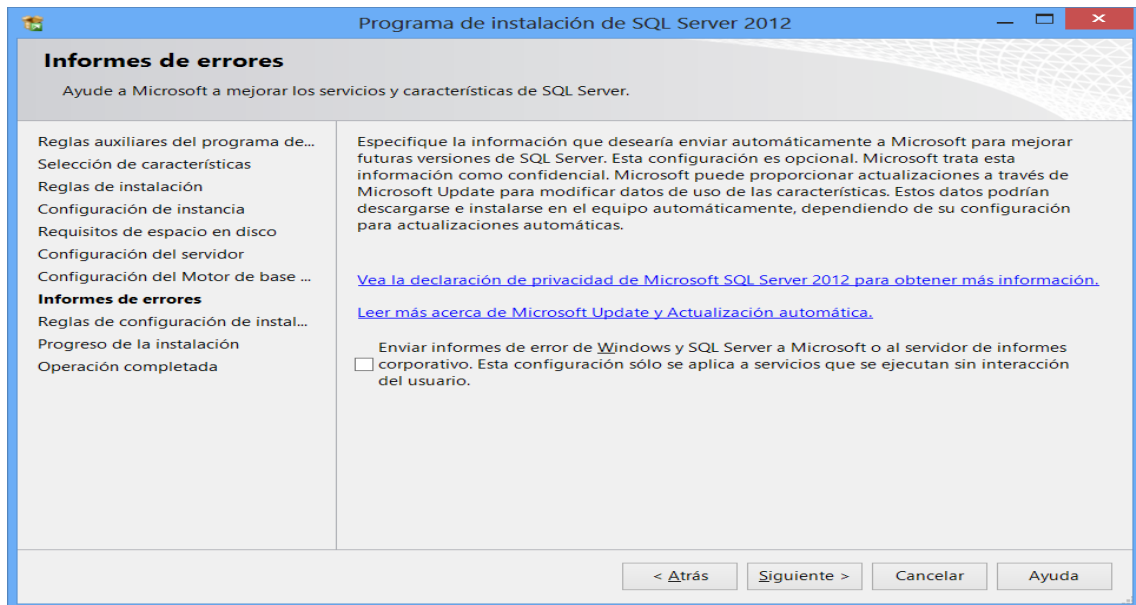 Programa de instalación de SQL Server 2012
Informes de errores
Ayude a Microsoft a mejorar los servicios y características de SQL Server.
Reglas auxiliares del programa de...
Selección de características
Reglas de instalación
Configuración de instancia
Requisitos de espacio en disco
Configuración del servidor
Configuración del Motor de base ...
Informes de errores
Reglas de configuración de instal...
Progreso de la instalación
Operación completada
Especifique la información que desearía enviar automáticamente a Microsoft para mejorar
futuras versiones de SQL Server. Esta configuración es opcional. Microsoft trata esta
información como confidencial. Microsoft puede proporcionar actualizaciones a través de
Microsoft Update para modificar datos de uso de las características. Estos datos podrían
descargarse e instalarse en el equipo automáticamente, dependiendo de su configuración
para actualizaciones automáticas.
Vea la declaración de privacidad de Microsoft SQL Server 2012 para obtener más información.
Leer más acerca de Microsoft Update y Actualización automática.
Enviar informes de error de Windows y SQL Server a Microsoft o al servidor de informes
corporativo. Esta configuración sólo se aplica a servicios que se ejecutan sin interacción
del usuario.
< Atrás
Siguiente >
Cancelar
Ayuda